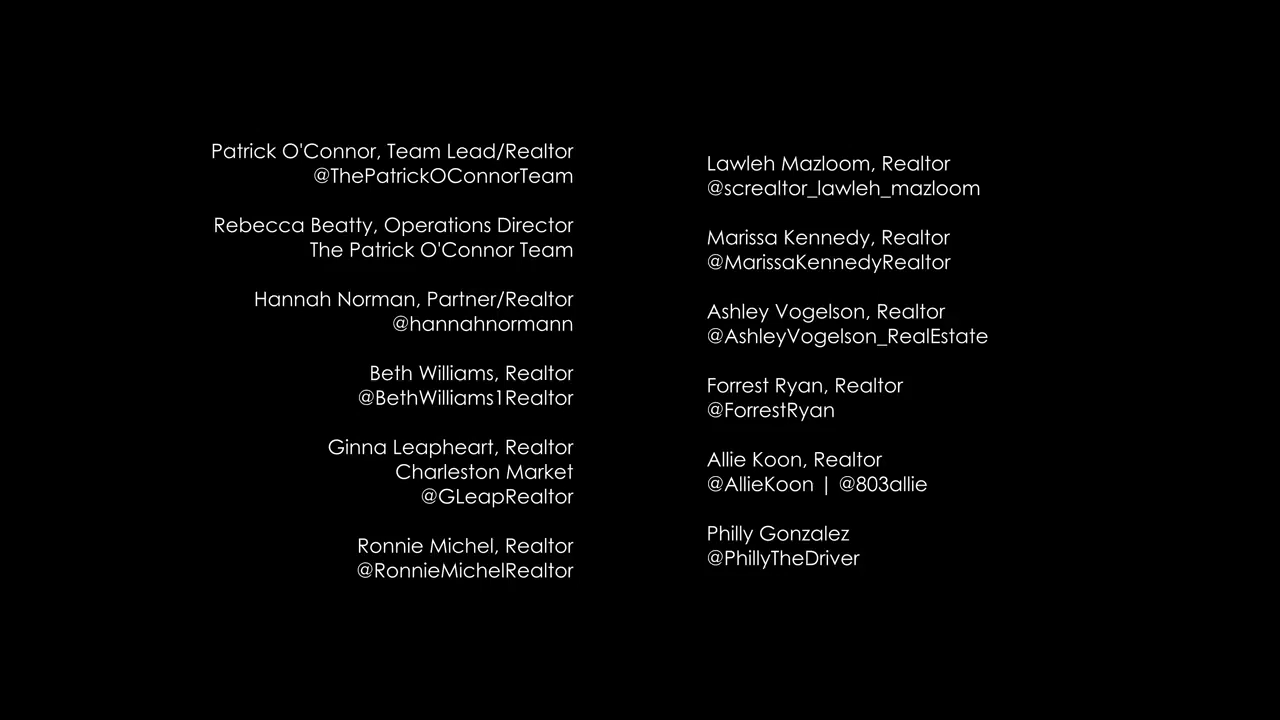 Patrick O'Connor, Team Lead/Realtor
@ThePatrickOConnorTeam
Rebecca Beatty, Operations Director
The Patrick O'Connor Team
Hannah Norman, Partner/Realtor
@hannahnormann
Beth Williams, Realtor
@BethWilliams1Realtor
Ginna Leapheart, Realtor
Charleston Market
@GLeapRealtor
Ronnie Michel, Realtor
@RonnieMichelRealtor
Lawleh Mazloom, Realtor
@screaltor_lawleh_mazloom
Marissa Kennedy, Realtor
@MarissaKennedyRealtor
Ashley Vogelson, Realtor
@AshleyVogelson_RealEstate
Forrest Ryan, Realtor
@ForrestRyan
Allie Koon, Realtor
@AllieKoon | @803allie
Philly Gonzalez
@PhillyTheDriver